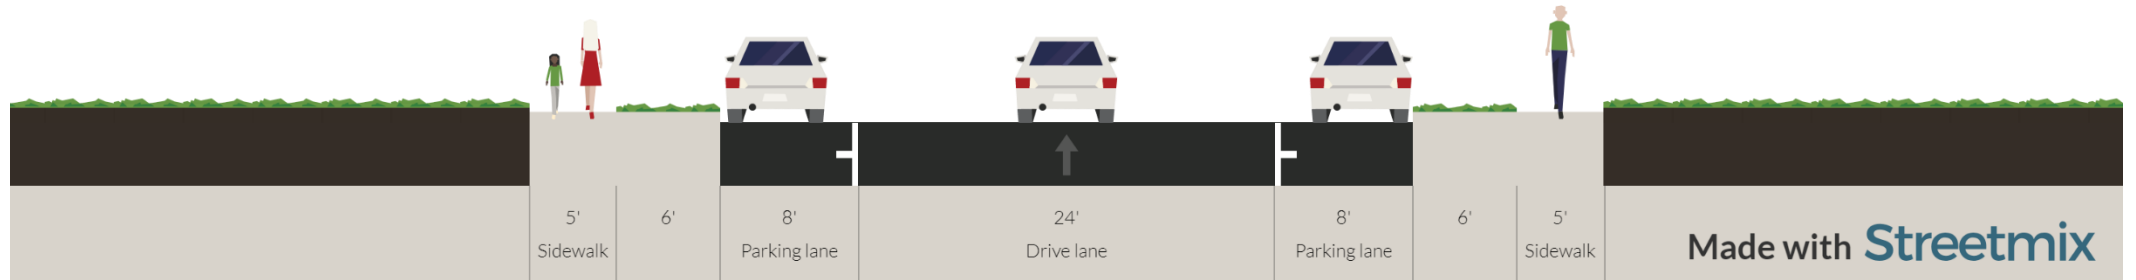 5' 6' 8' 24' 8' 6' 5'
Sidewalk Parking lane Drive lane Parking lane Sidewalk
Made with Streetmix